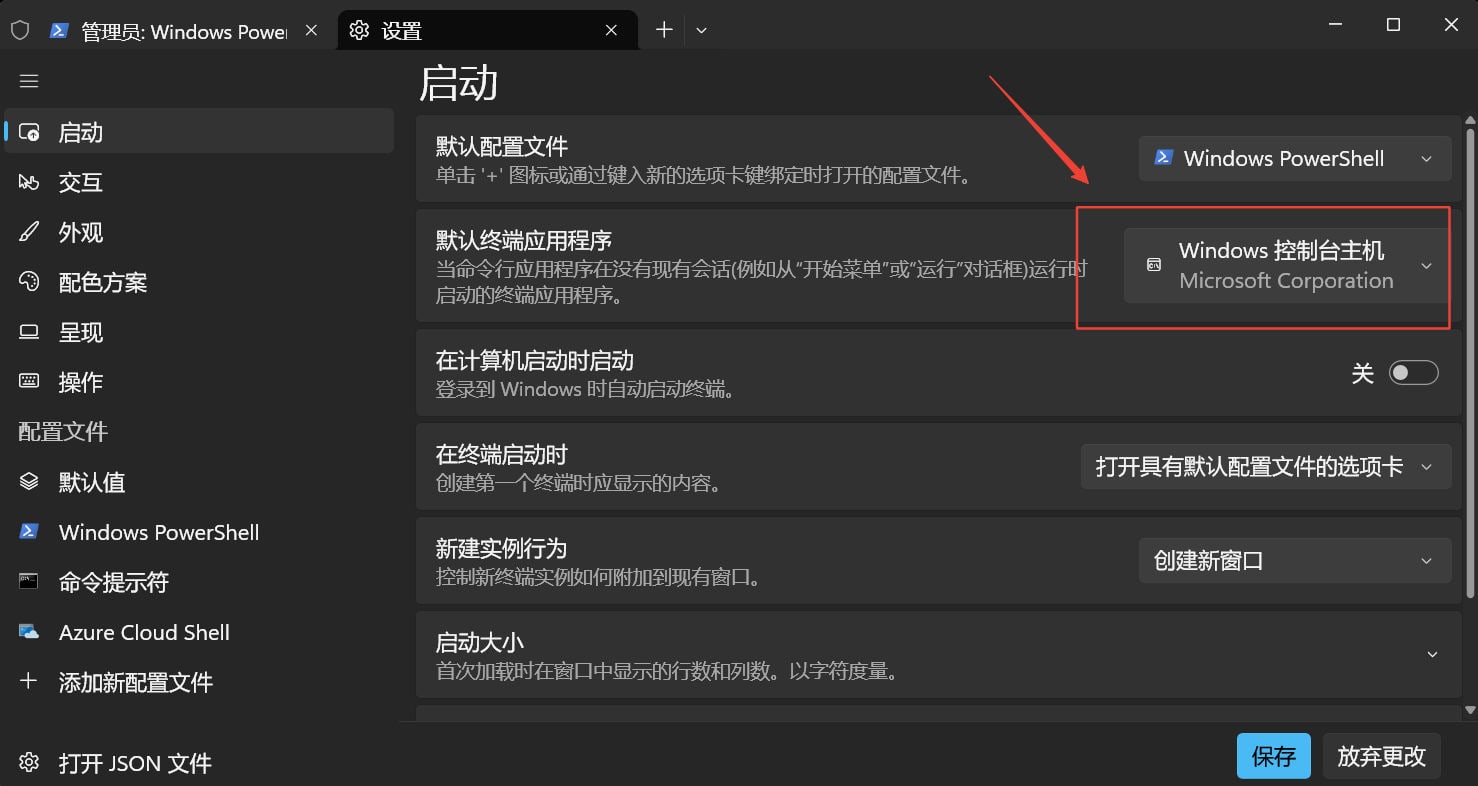 管理员: Windows Power
设置
启动
交互
外观
配色方案
呈现
操作
配置文件
默认值
Windows PowerShell
命令提示符
Azure Cloud Shell
添加新配置文件
打开 JSON 文件
启动
默认配置文件
单击 '+' 图标或通过键入新的选项卡键绑定时打开的配置文件。
Windows PowerShell
默认终端应用程序
当命令行应用程序在没有现有会话(例如从“开始菜单”或“运行”对话框)运行时
启动的终端应用程序。
Windows 控制台主机
Microsoft Corporation
在计算机启动时启动
登录到 Windows 时自动启动终端。
关
在终端启动时
创建第一个终端时应显示的内容。
打开具有默认配置文件的选项卡
新建实例行为
控制新终端实例如何附加到现有窗口。
创建新窗口
启动大小
首次加载时在窗口中显示的行数和列数。以字符度量。
保存
放弃更改